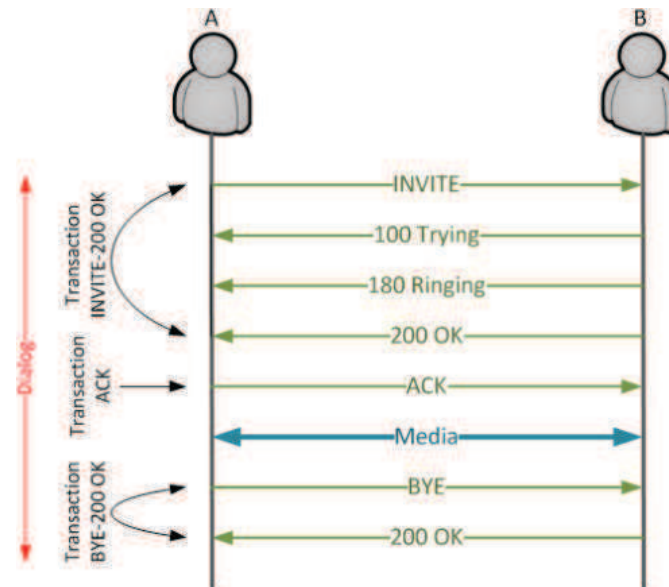 A
B
INVITE
100 Trying
180 Ringing
200 OK
ACK
Media
BYE
200 OK
Transaction
INVITE-200 OK
Transaction
ACK
Transaction
BYE-200 OK
Dialog